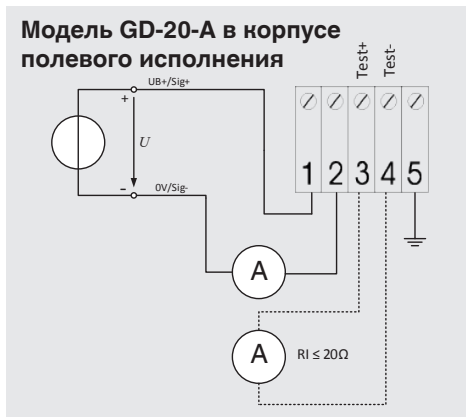 Модель GD-20-A в корпусе
полевого исполнения
UB+/Sig+
Test+
Test-
+
U
1 2 3 4 5
–
0V/Sig-
A
A
RI ≤ 20Ω